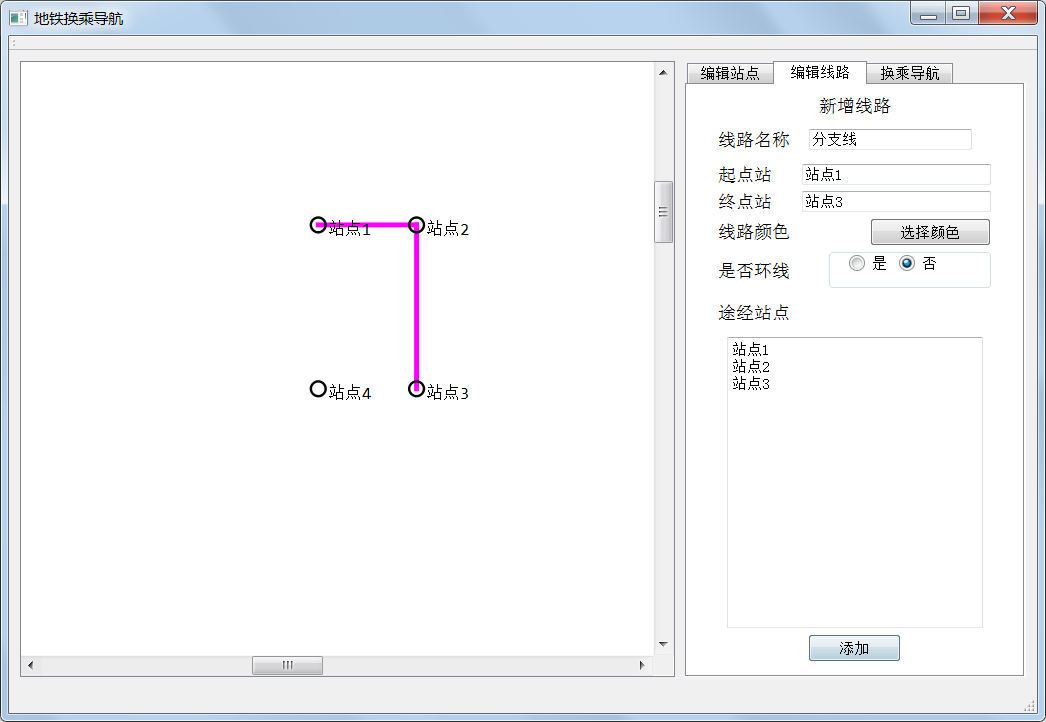 地铁换乘导航
编辑站点 编辑线路 换乘导航
新增线路
线路名称 分支线
起点站 站点1
终点站 站点3
线路颜色 选择颜色
是否环线 是 否
途经站点
站点1
站点2
站点3
添加
站点1 站点2
站点4 站点3